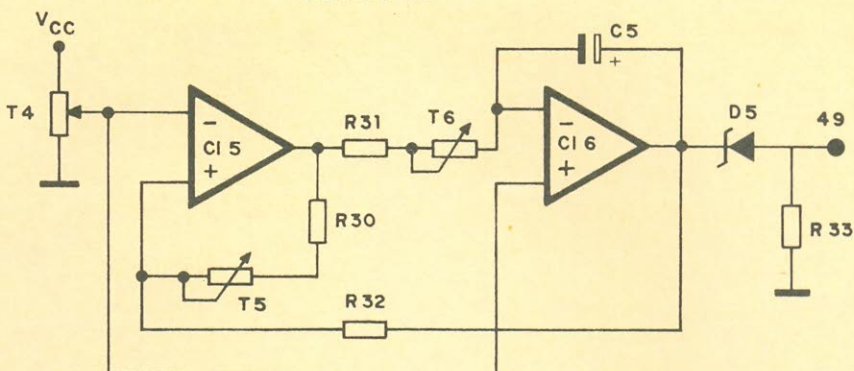 C5
VCC
T4
−
CI 5
+
R31
T6
−
CI 6
+
D5
49
R30
R33
T5
R32
+